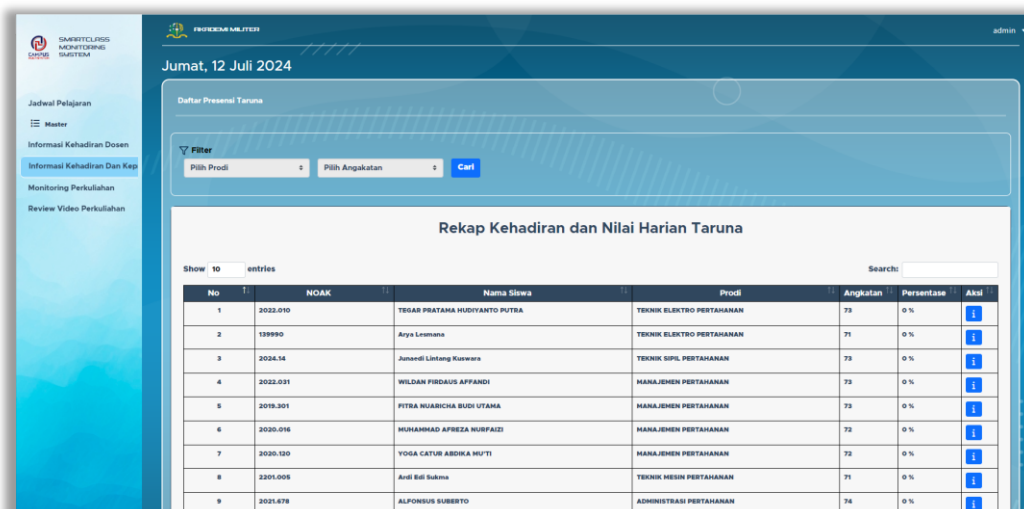 SMARTCLASS
MONITORING
SYSTEM
AKADEMI MILITER
admin
Jumat, 12 Juli 2024
Jadwal Pelajaran
Master
Informasi Kehadiran Dosen
Informasi Kehadiran Dan Kep
Monitoring Perkuliahan
Review Video Perkuliahan
Daftar Presensi Taruna
Filter
Pilih Prodi Pilih Angakatan Cari
Rekap Kehadiran dan Nilai Harian Taruna
Show 10 entries Search:
No NOAK Nama Siswa Prodi Angkatan Persentase Aksi
1 2022.010 TEGAR PRATAMA HUDIYANTO PUTRA TEKNIK ELEKTRO PERTAHANAN 73 0 % i
2 139990 Arya Lesmana TEKNIK ELEKTRO PERTAHANAN 71 0 % i
3 2024.14 Junaedi Lintang Kuswara TEKNIK SIPIL PERTAHANAN 73 0 % i
4 2022.031 WILDAN FIRDAUS AFFANDI MANAJEMEN PERTAHANAN 73 0 % i
5 2019.301 FITRA NUARICHA BUDI UTAMA MANAJEMEN PERTAHANAN 73 0 % i
6 2020.016 MUHAMMAD AFREZA NURFAIZI MANAJEMEN PERTAHANAN 72 0 % i
7 2020.120 YOGA CATUR ABDIKA MU'TI MANAJEMEN PERTAHANAN 72 0 % i
8 2201.005 Ardi Edi Sukma TEKNIK MESIN PERTAHANAN 71 0 % i
9 2021.678 ALFONSUS SUBERTO ADMINISTRASI PERTAHANAN 74 0 % i